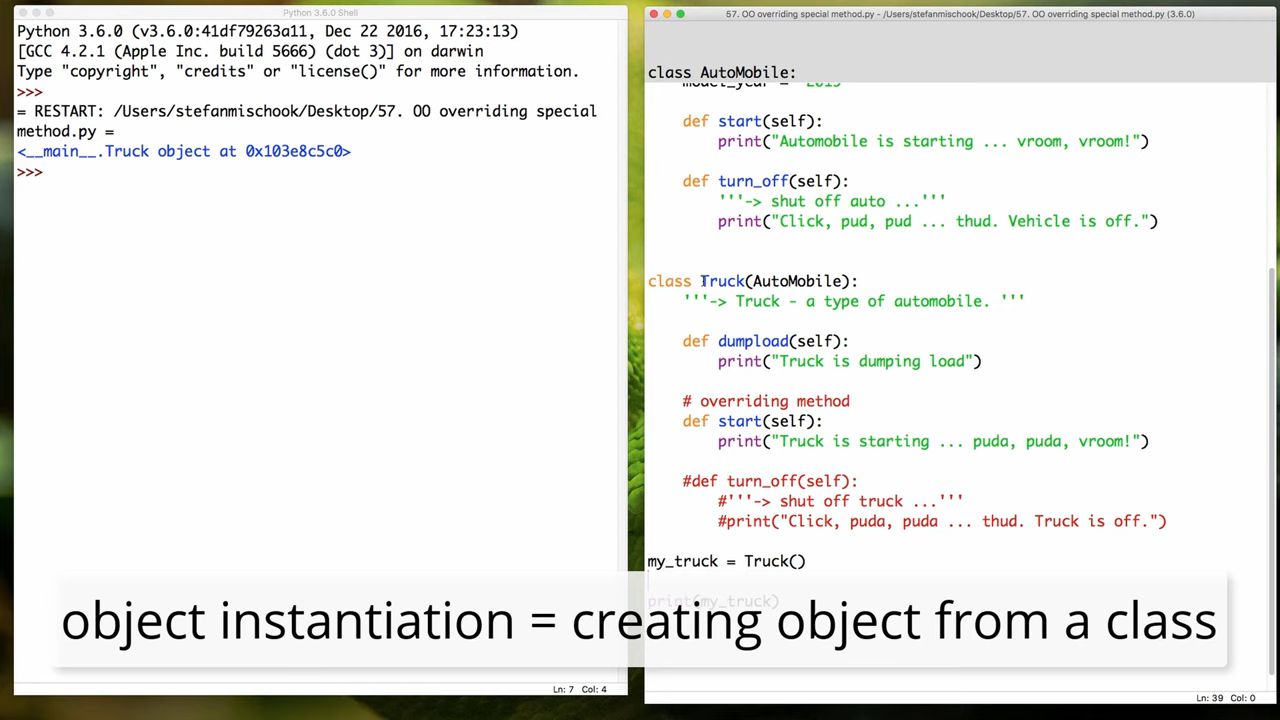 Python 3.6.0 Shell
Python 3.6.0 (v3.6.0:41df79263a11, Dec 22 2016, 17:23:13)
[GCC 4.2.1 (Apple Inc. build 5666) (dot 3)] on darwin
Type "copyright", "credits" or "license()" for more information.
>>>
= RESTART: /Users/stefanmischook/Desktop/57. OO overriding special
method.py =
<__main__.Truck object at 0x103e8c5c0>
>>>
Ln: 7 Col: 4
57. OO overriding special method.py - /Users/stefanmischook/Desktop/57. OO overriding special method.py (3.6.0)
class AutoMobile:
model_year = "2015"
def start(self):
print("Automobile is starting ... vroom, vroom!")
def turn_off(self):
'''-> shut off auto ...'''
print("Click, pud, pud ... thud. Vehicle is off.")
class Truck(AutoMobile):
'''-> Truck - a type of automobile. '''
def dumpload(self):
print("Truck is dumping load")
# overriding method
def start(self):
print("Truck is starting ... puda, puda, vroom!")
#def turn_off(self):
#'''-> shut off truck ...'''
#print("Click, puda, puda ... thud. Truck is off.")
my_truck = Truck()
print(my_truck)
object instantiation = creating object from a class
Ln: 39 Col: 0